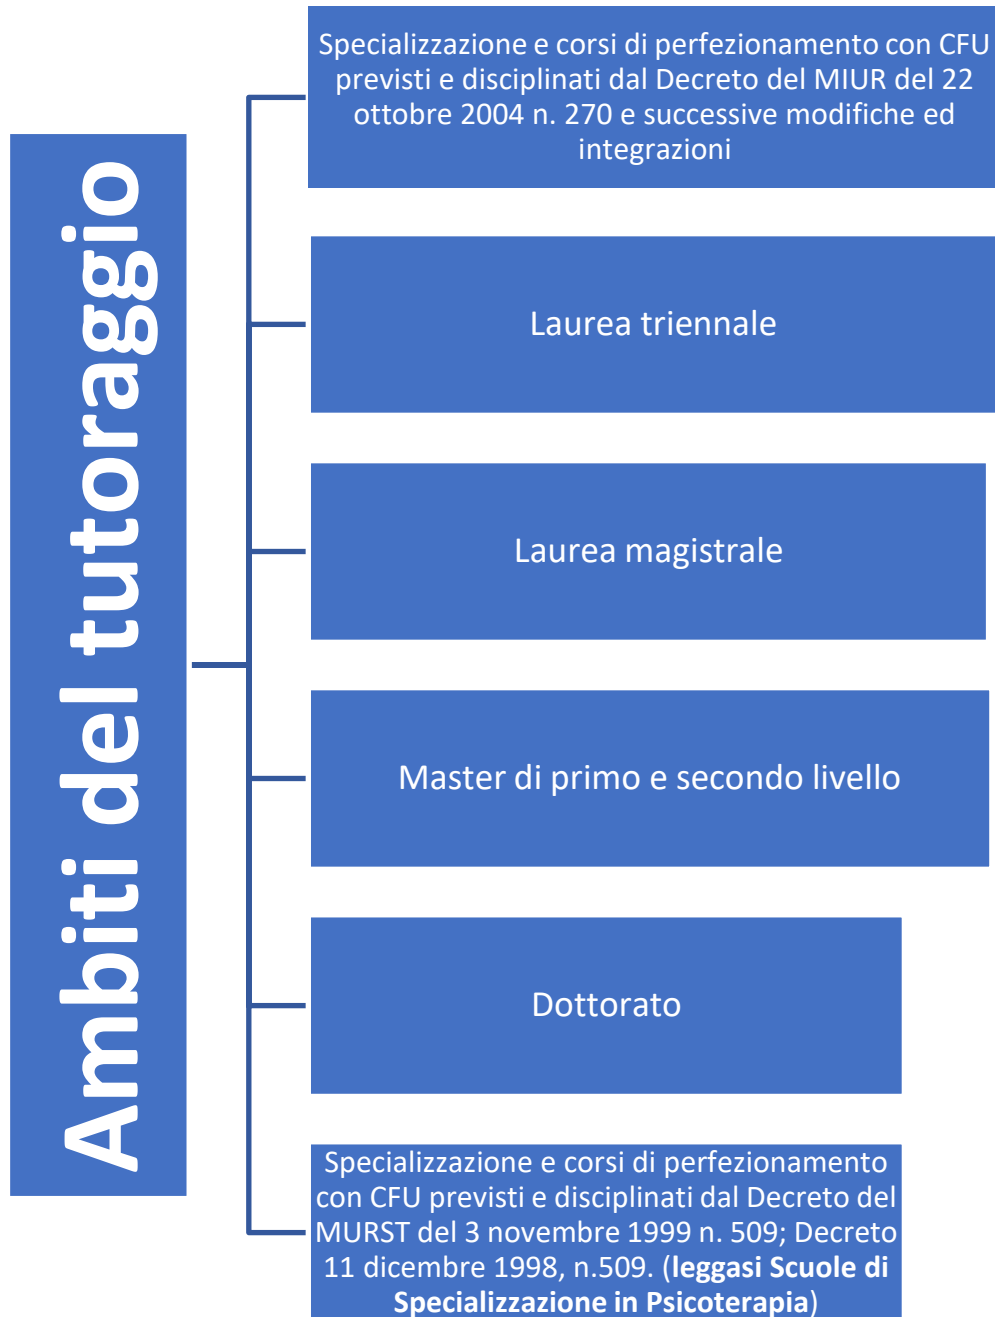 Ambiti del tutoraggio
Specializzazione e corsi di perfezionamento con CFU
previsti e disciplinati dal Decreto del MIUR del 22
ottobre 2004 n. 270 e successive modifiche ed
integrazioni
Laurea triennale
Laurea magistrale
Master di primo e secondo livello
Dottorato
Specializzazione e corsi di perfezionamento
con CFU previsti e disciplinati dal Decreto del
MURST del 3 novembre 1999 n. 509; Decreto
11 dicembre 1998, n.509. (leggasi Scuole di
Specializzazione in Psicoterapia)